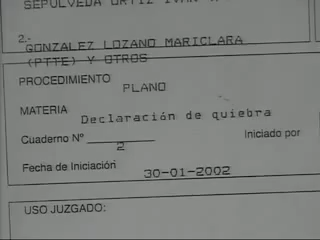 SEPULVEDA ORTIZ IVAN
2.-
GONZALEZ LOZANO MARICLARA
(PTTE) Y OTROS
PROCEDIMIENTO
PLANO
MATERIA
Declaración de quiebra
Cuaderno Nº 2 Iniciado por
Fecha de Iniciación
30-01-2002
USO JUZGADO: